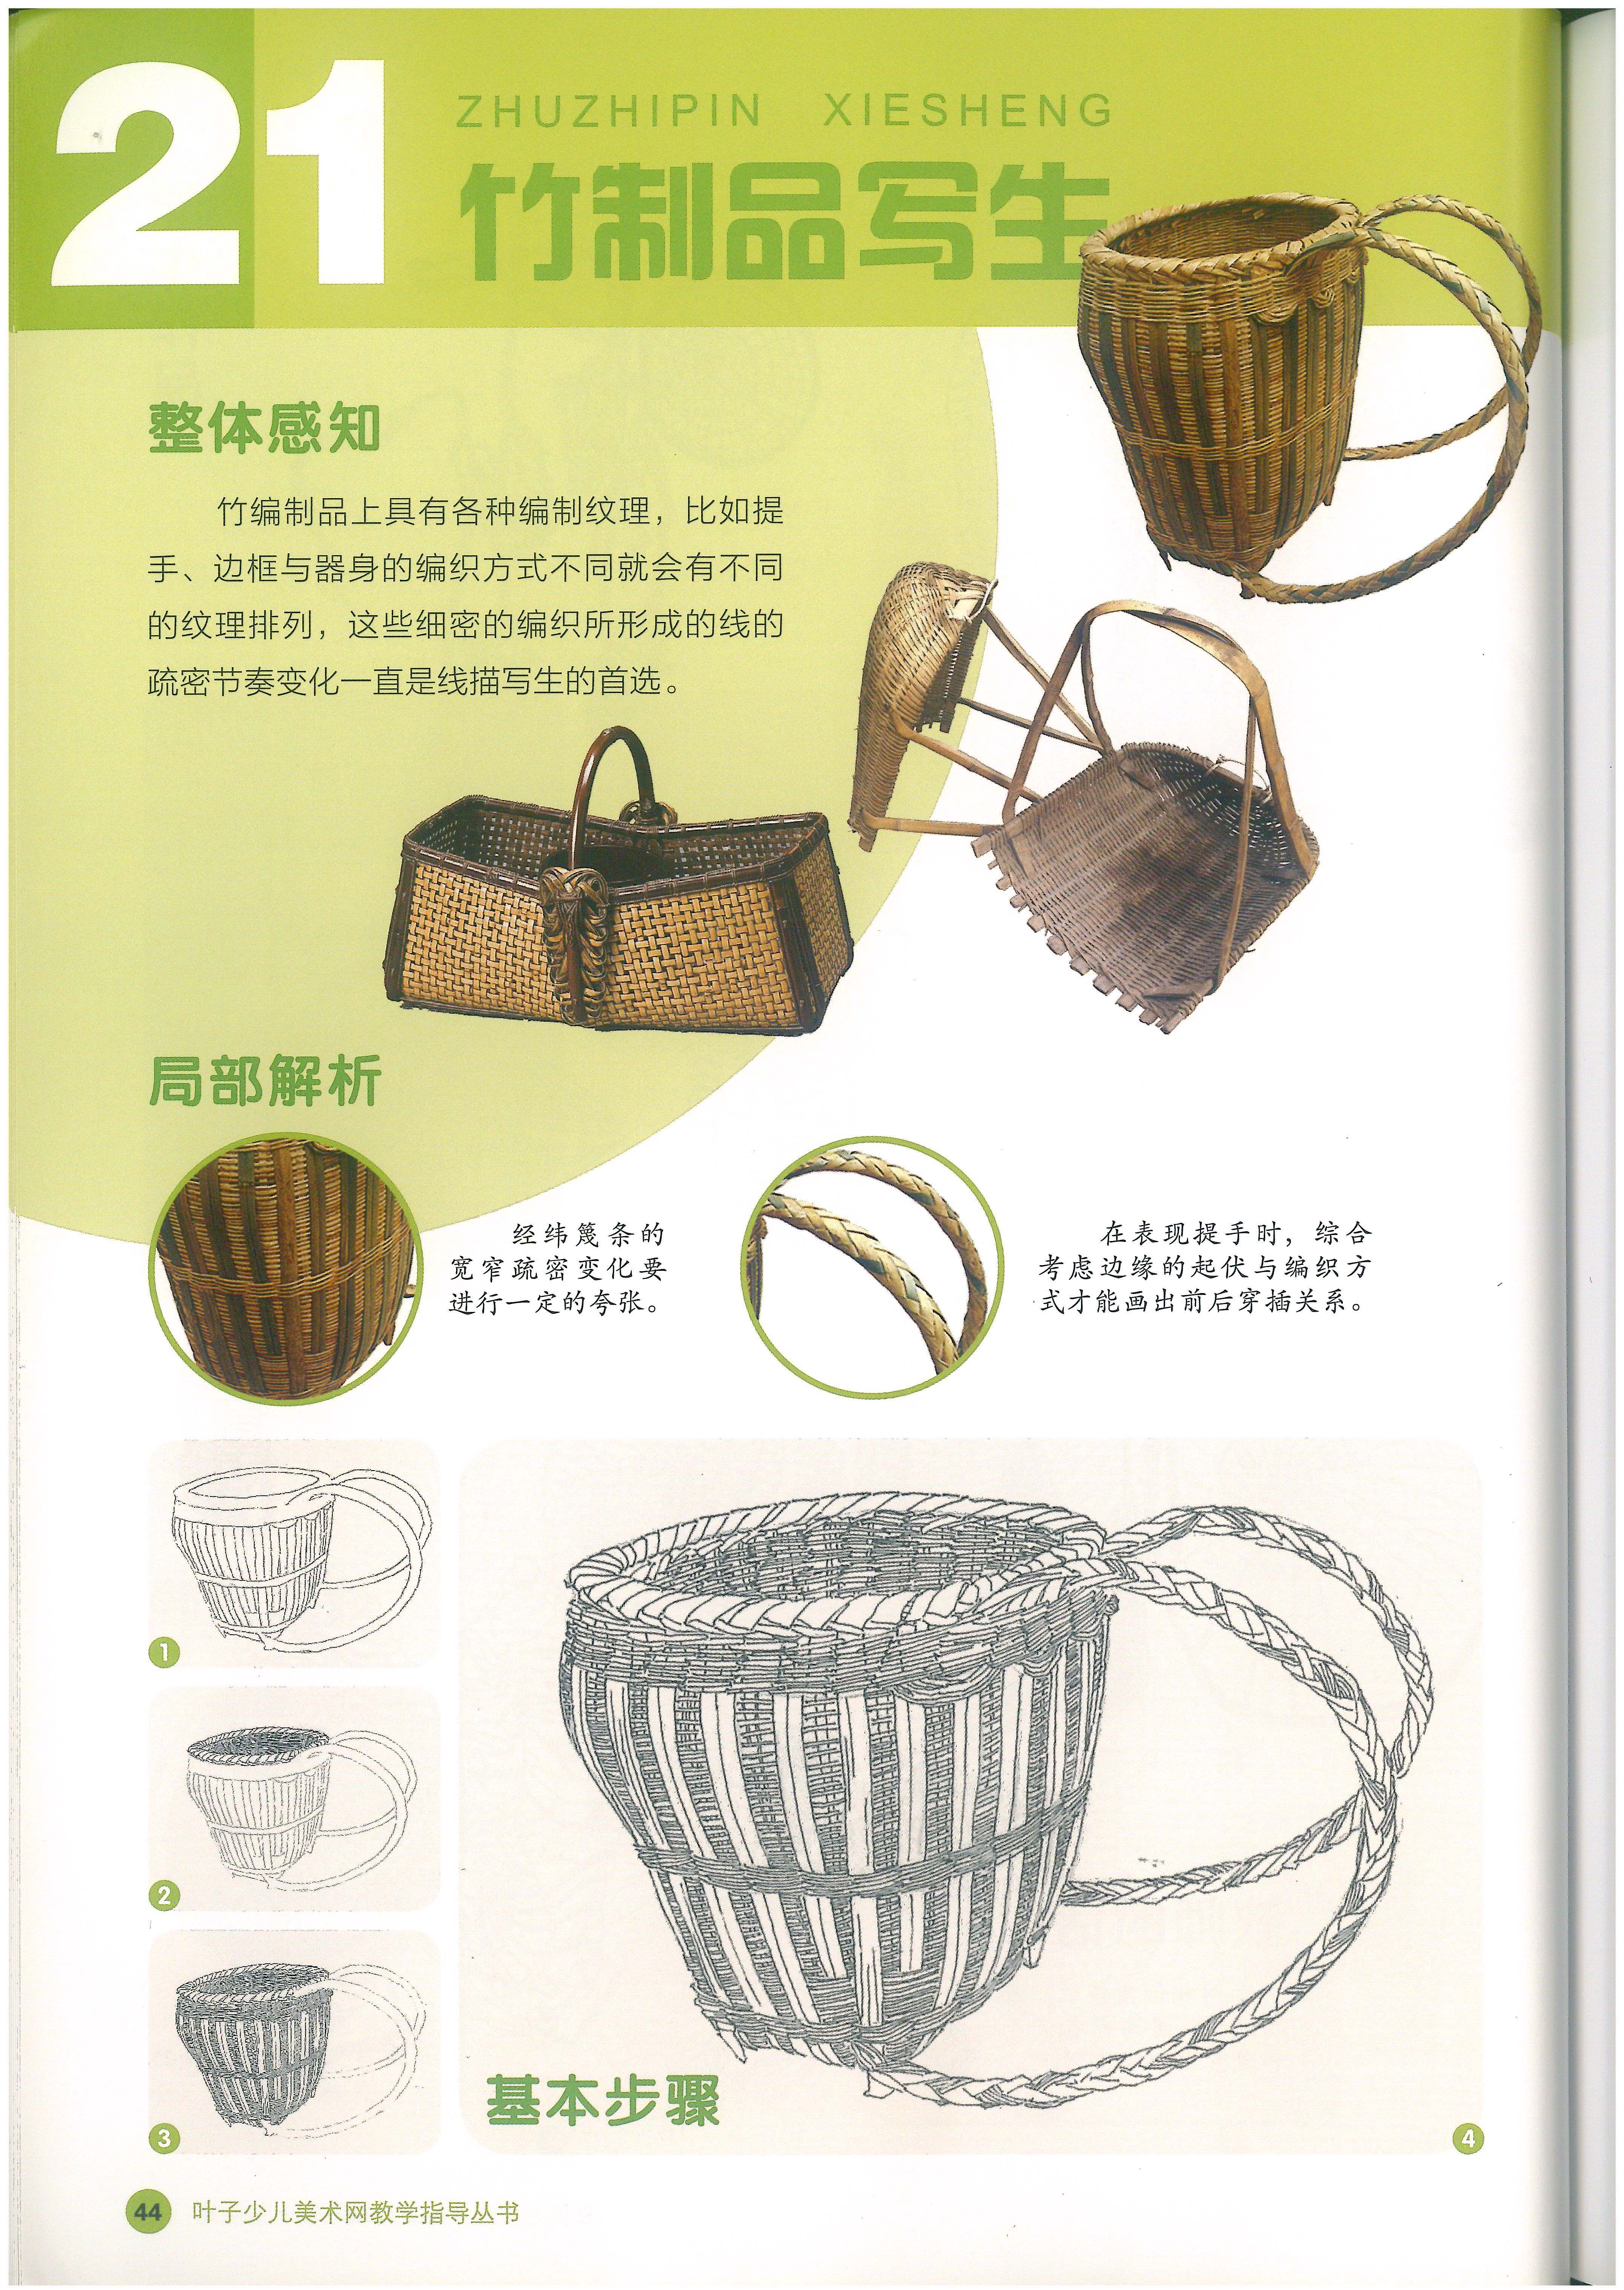 21
ZHUZHIPIN XIESHENG
竹制品写生
整体感知
竹编制品上具有各种编制纹理，比如提
手、边框与器身的编织方式不同就会有不同
的纹理排列，这些细密的编织所形成的线的
疏密节奏变化一直是线描写生的首选。
局部解析
经纬篾条的
宽窄疏密变化要
进行一定的夸张。
在表现提手时，综合
考虑边缘的起伏与编织方
式才能画出前后穿插关系。
1
2
3
基本步骤
4
44 叶子少儿美术网教学指导丛书